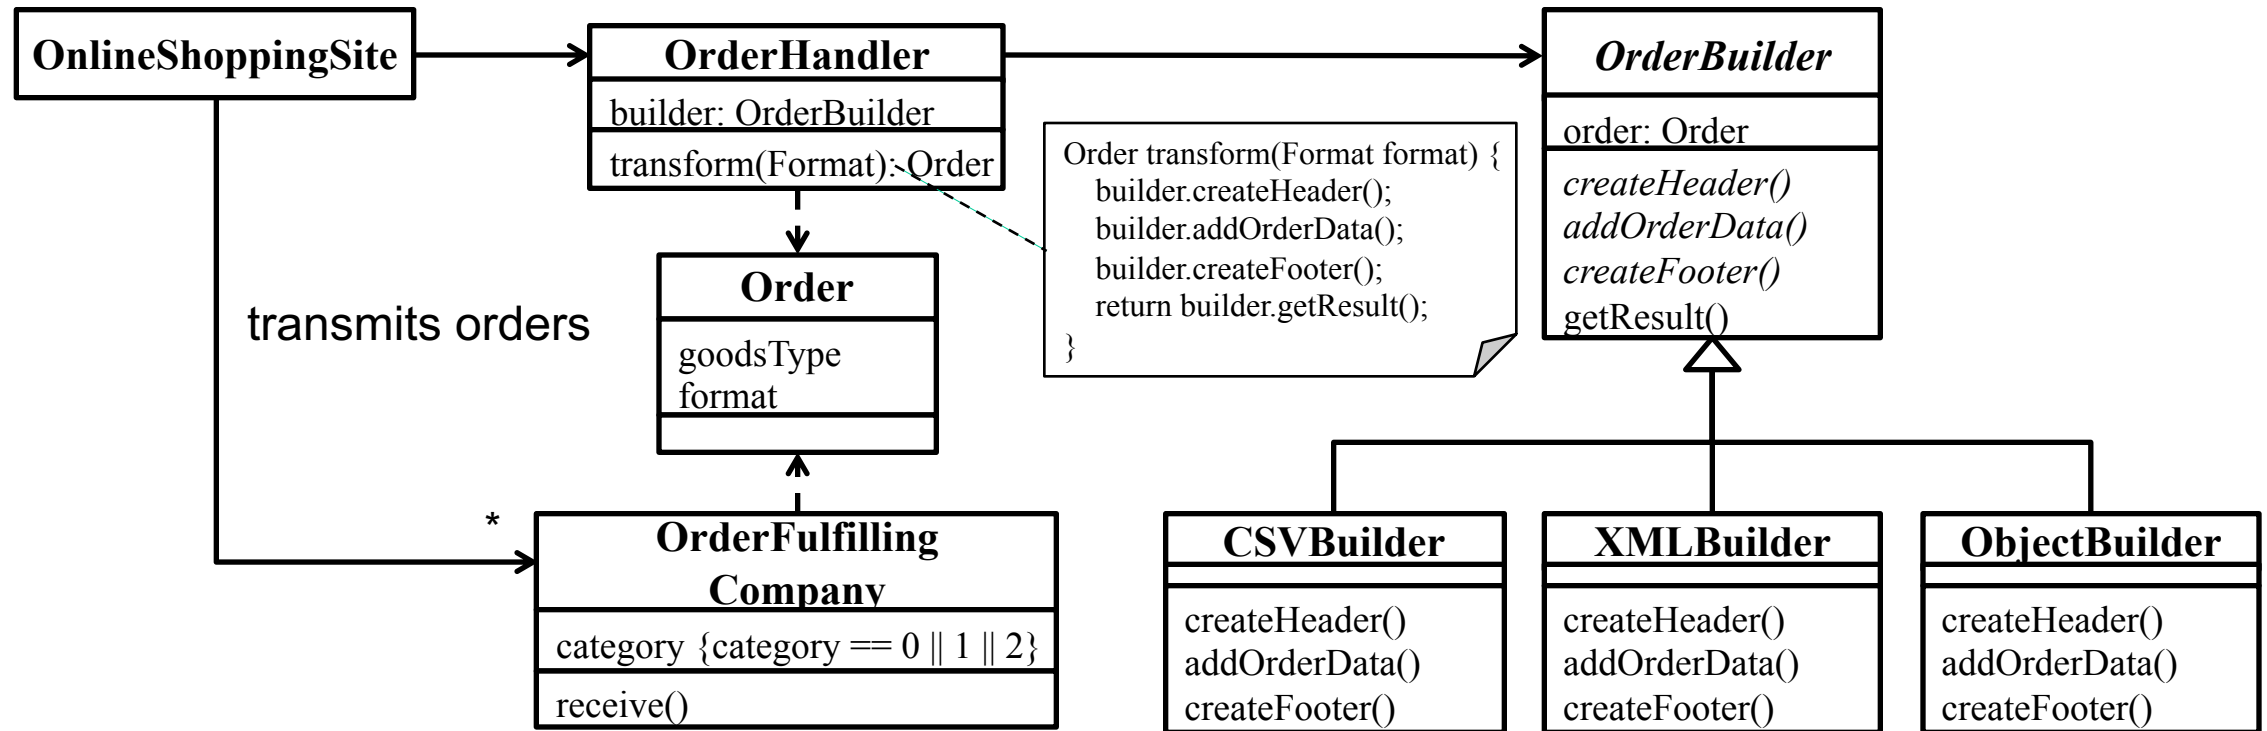 OnlineShoppingSite
OrderHandler
builder: OrderBuilder
transform(Format): Order
OrderBuilder
order: Order
createHeader()
addOrderData()
createFooter()
getResult()
Order transform(Format format) {
builder.createHeader();
builder.addOrderData();
builder.createFooter();
return builder.getResult();
}
Order
goodsType
format
transmits orders
*
OrderFulfilling
Company
category {category == 0 || 1 || 2}
receive()
CSVBuilder
createHeader()
addOrderData()
createFooter()
XMLBuilder
createHeader()
addOrderData()
createFooter()
ObjectBuilder
createHeader()
addOrderData()
createFooter()